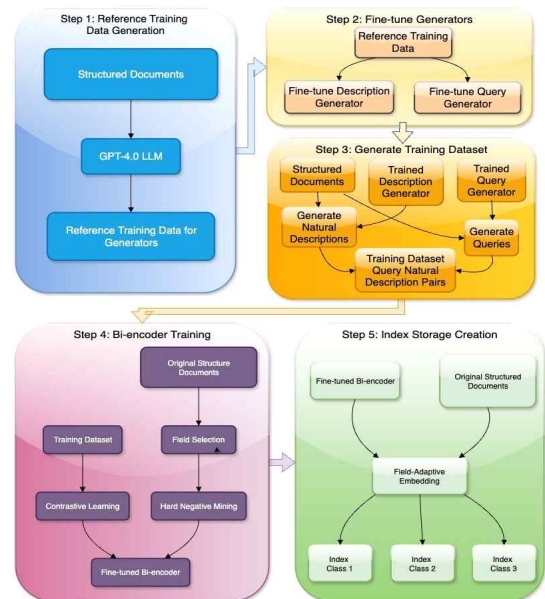 Step 1: Reference Training
Data Generation
Structured Documents
GPT-4.0 LLM
Reference Training Data for
Generators
Step 2: Fine-tune Generators
Reference Training
Data
Fine-tune Description
Generator
Fine-tune Query
Generator
Step 3: Generate Training Dataset
Structured
Documents
Trained
Description
Generator
Trained
Query
Generator
Generate
Natural
Descriptions
Generate
Queries
Training Dataset
Query Natural
Description Pairs
Step 4: Bi-encoder Training
Original Structure
Documents
Training Dataset
Field Selection
Contrastive Learning
Hard Negative Mining
Fine-tuned Bi-encoder
Step 5: Index Storage Creation
Fine-tuned Bi-encoder
Original Structured
Documents
Field-Adaptive
Embedding
Index
Class 1
Index
Class 2
Index
Class 3